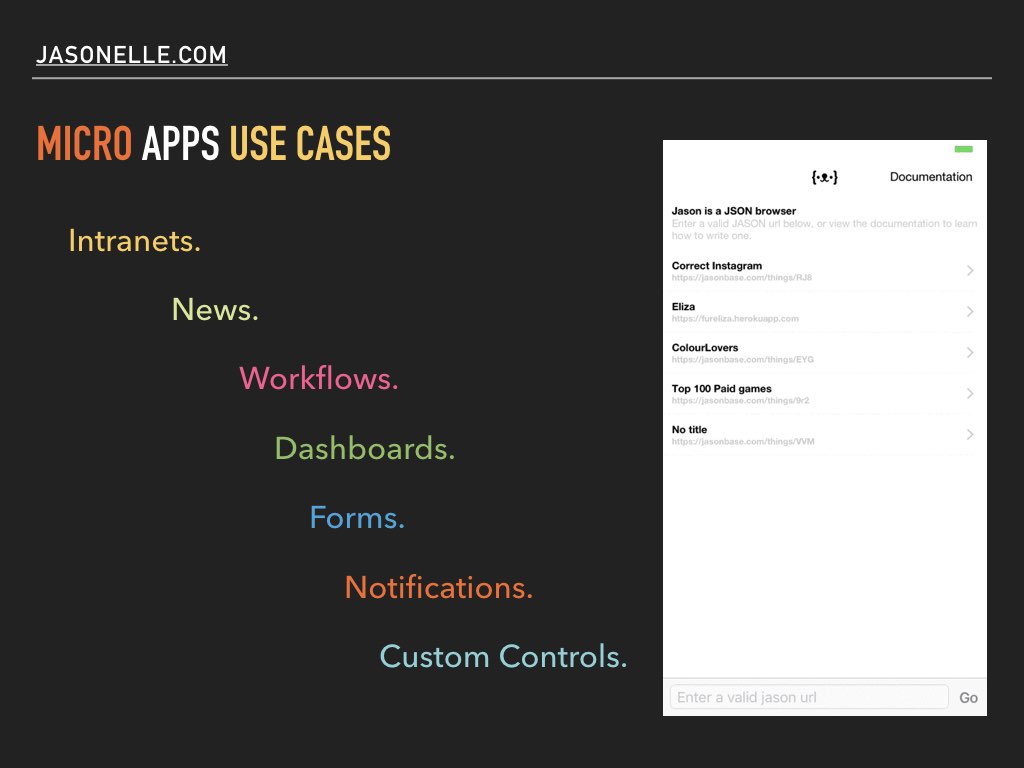 JASONELLE.COM
MICRO APPS USE CASES
Intranets.
News.
Workflows.
Dashboards.
Forms.
Notifications.
Custom Controls.
{•ᴥ•}
Documentation
Jason is a JSON browser
Enter a valid JASON url below, or view the documentation to learn
how to write one.
Correct Instagram
https://jasonbase.com/things/RJ8
Eliza
https://fureliza.herokuapp.com
ColourLovers
https://jasonbase.com/things/EYG
Top 100 Paid games
https://jasonbase.com/things/9r2
No title
https://jasonbase.com/things/VVM
Enter a valid jason url
Go